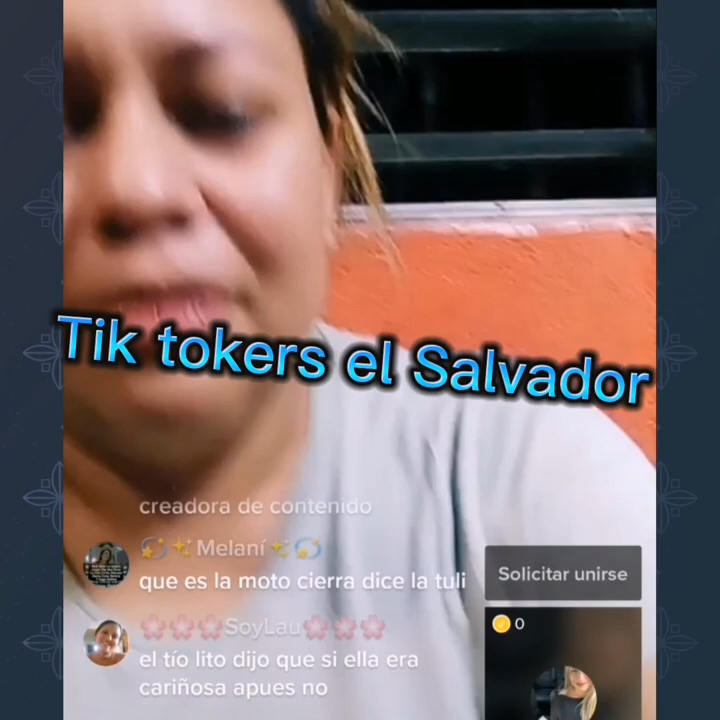 Tik tokers el Salvador
creadora de contenido
Melaní
que es la moto cierra dice la tuli
Solicitar unirse
SoyLau
0
el tío lito dijo que si ella era
cariñosa apues no